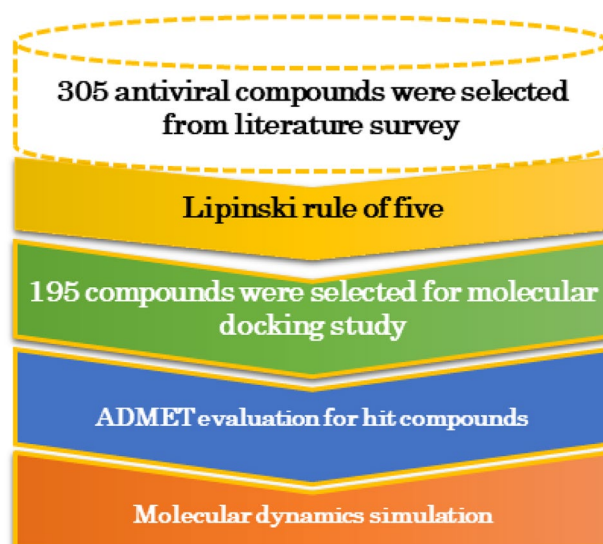 305 antiviral compounds were selected
from literature survey
Lipinski rule of five
195 compounds were selected for molecular
docking study
ADMET evaluation for hit compounds
Molecular dynamics simulation